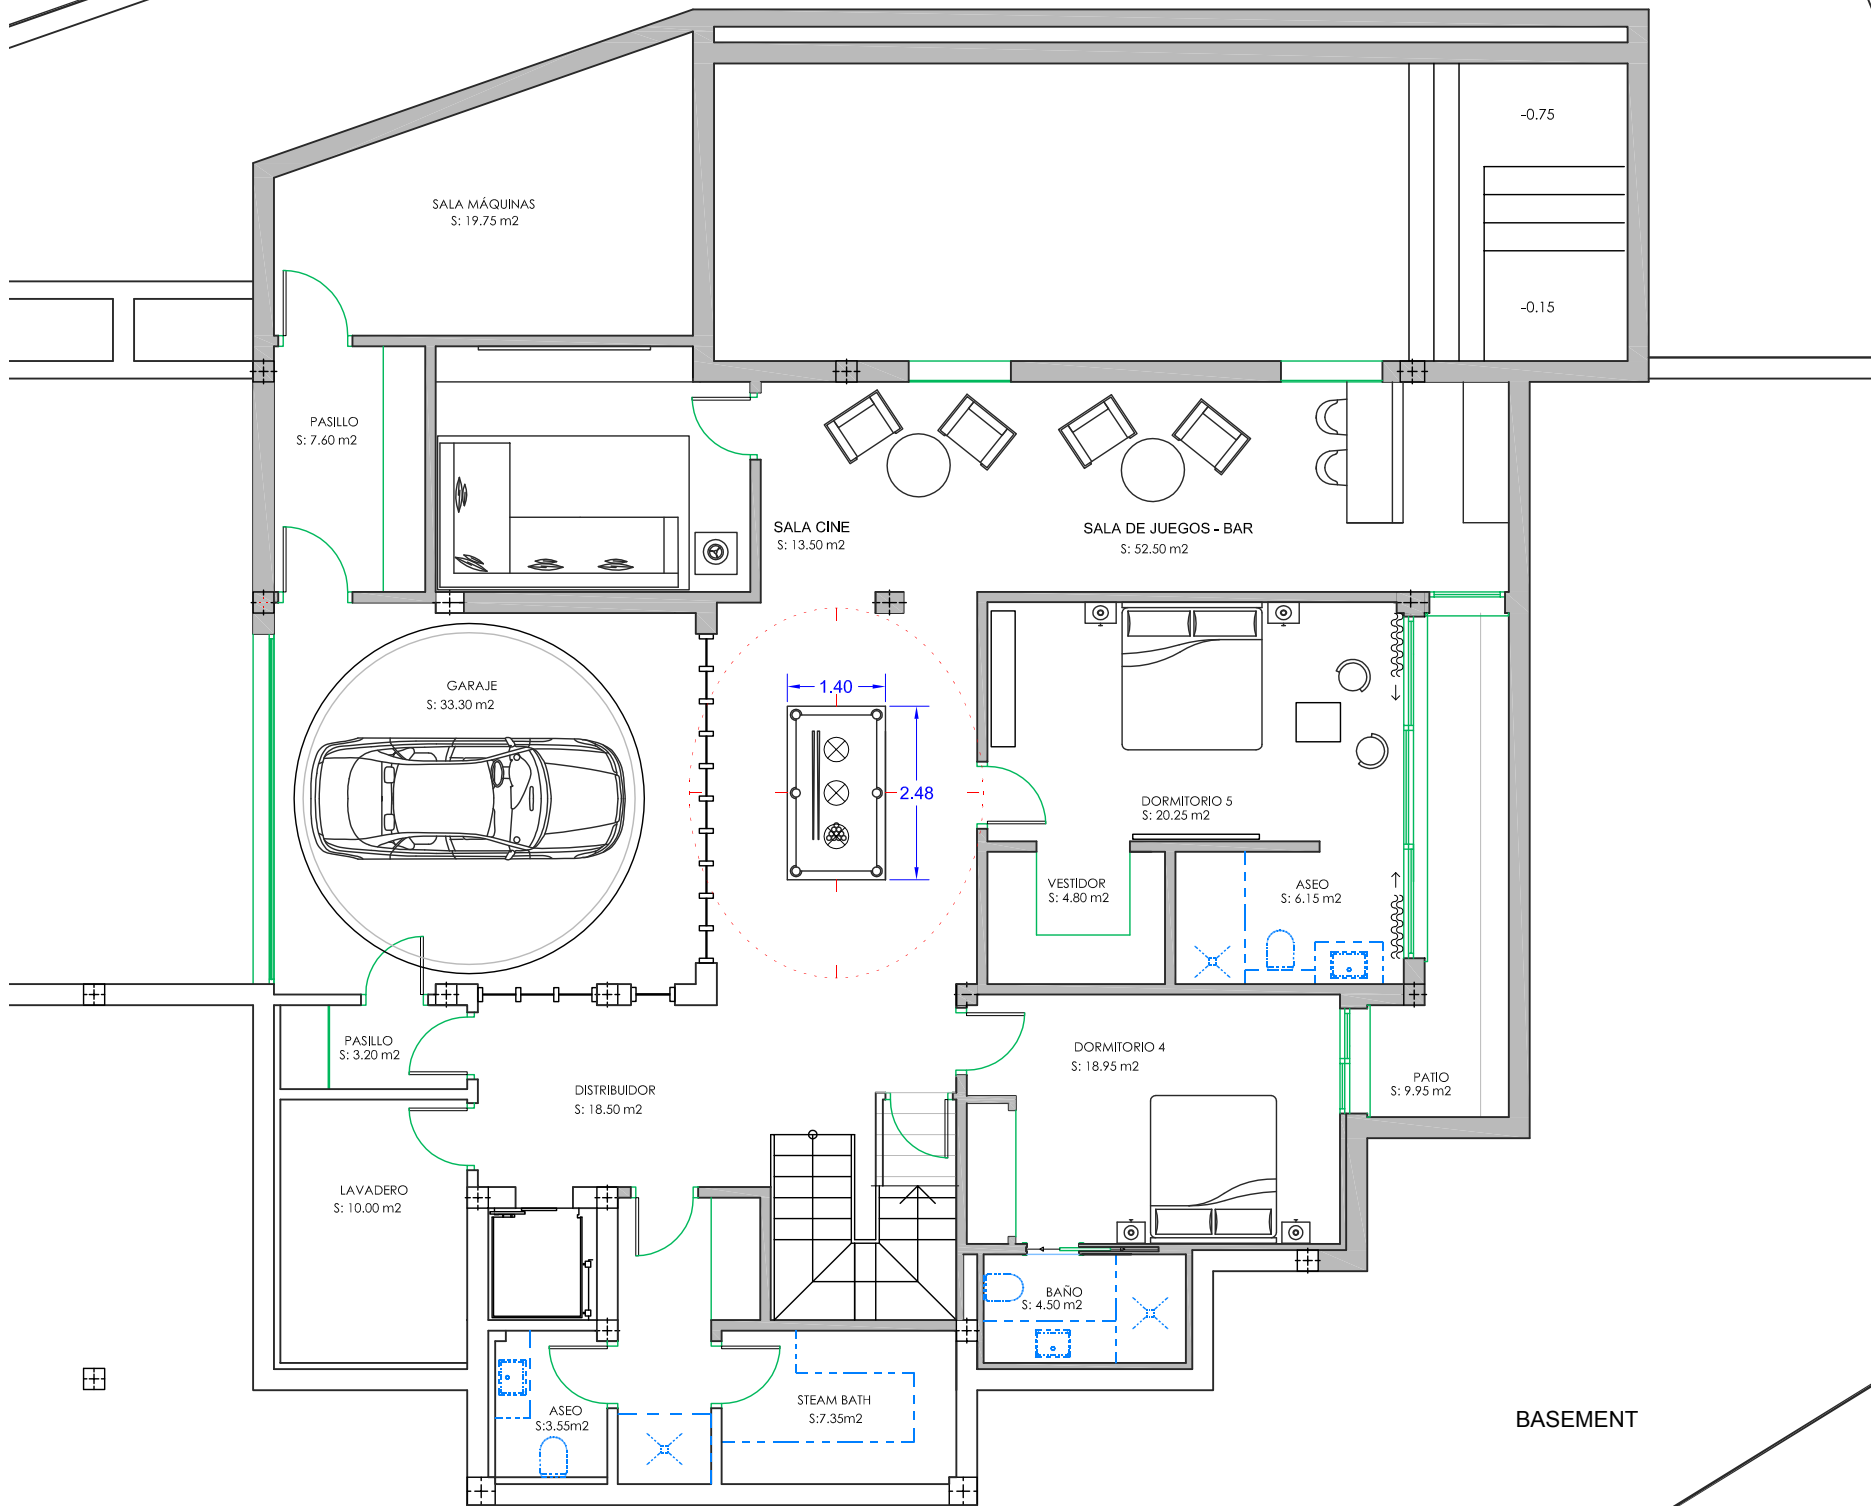 -0.75
SALA MÁQUINAS
S: 19.75 m2
-0.15
PASILLO
S: 7.60 m2
SALA CINE
S: 13.50 m2
SALA DE JUEGOS - BAR
S: 52.50 m2
GARAJE
S: 33.30 m2
1.40
2.48
DORMITORIO 5
S: 20.25 m2
VESTIDOR
S: 4.80 m2
ASEO
S: 6.15 m2
PASILLO
S: 3.20 m2
DORMITORIO 4
S: 18.95 m2
PATIO
S: 9.95 m2
DISTRIBUIDOR
S: 18.50 m2
LAVADERO
S: 10.00 m2
BAÑO
S: 4.50 m2
STEAM BATH
S:7.35m2
ASEO
S:3.55m2
BASEMENT